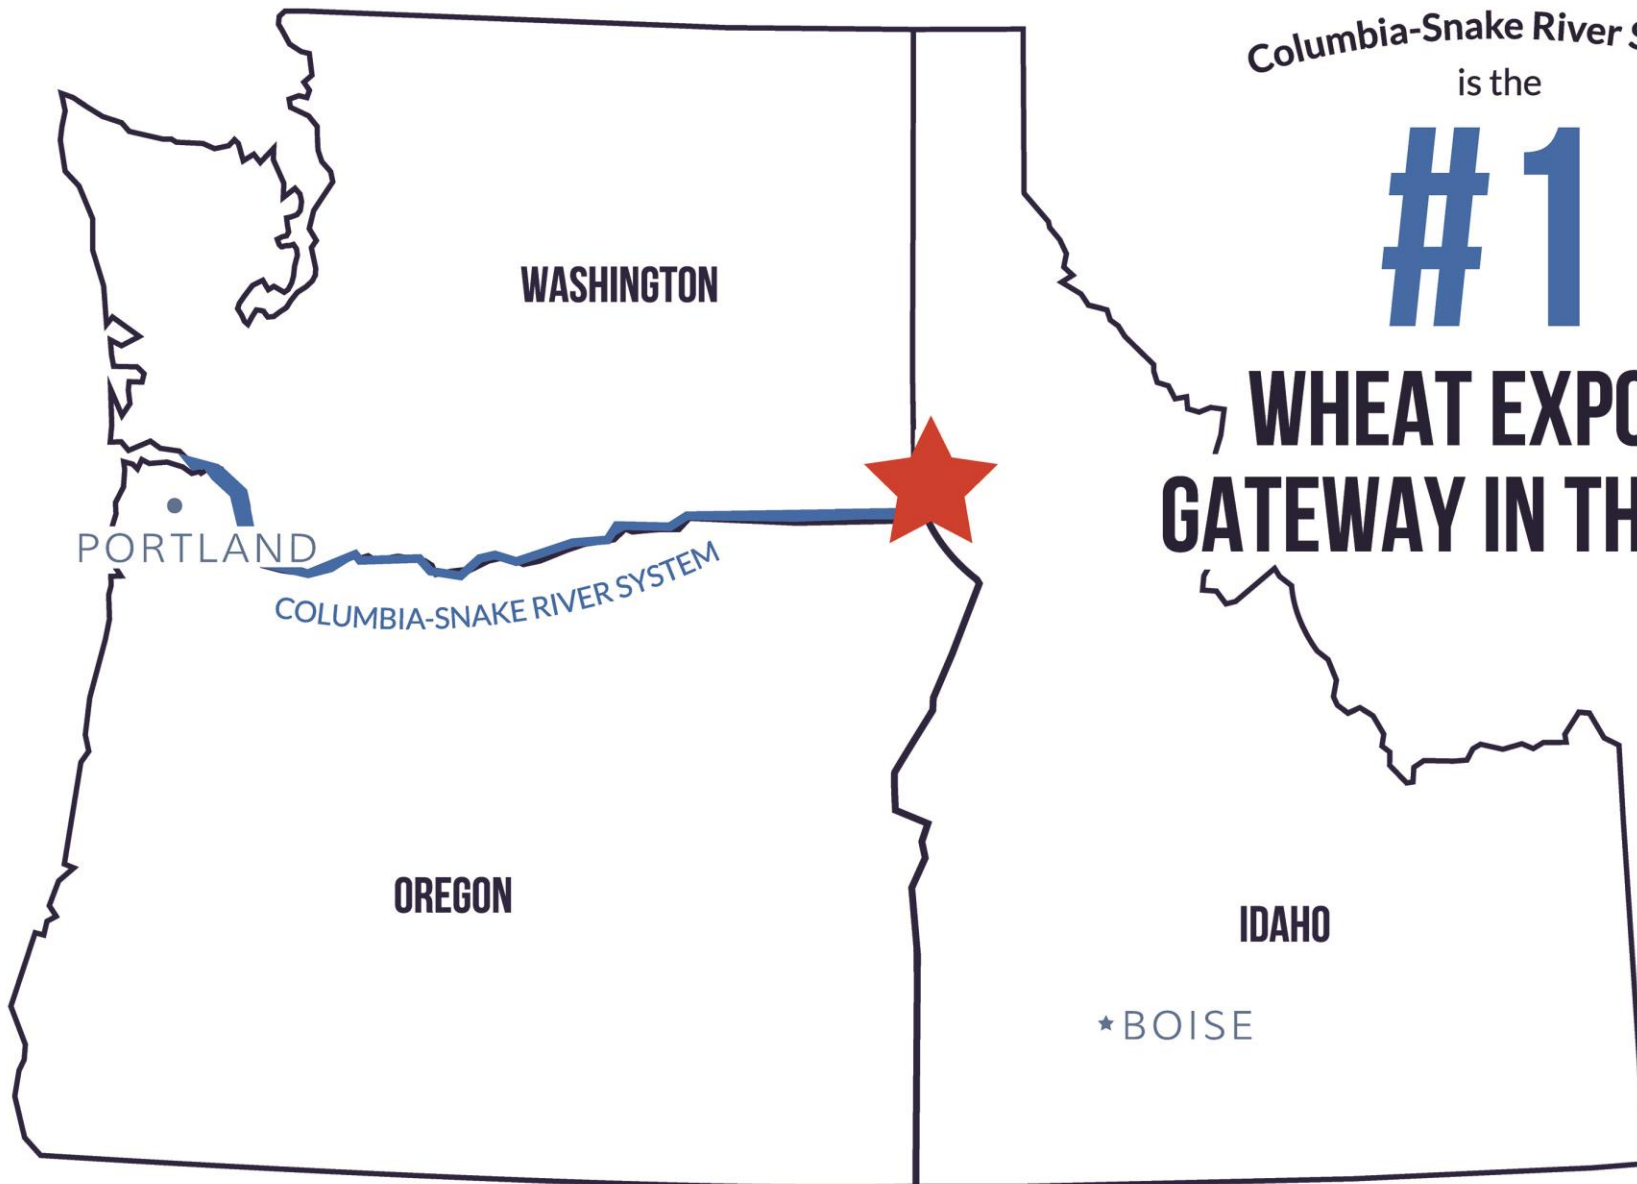 Columbia-Snake River S
is the
#1
WHEAT EXPO
GATEWAY IN TH
WASHINGTON
PORTLAND
COLUMBIA-SNAKE RIVER SYSTEM
OREGON
IDAHO
BOISE